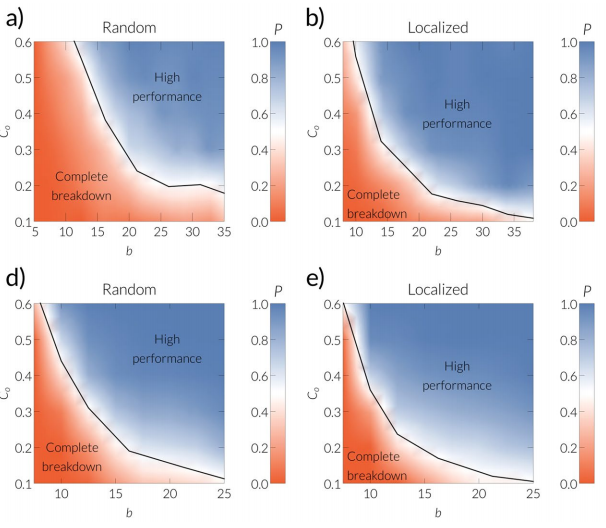 a)
Random
P
b)
Localized
P
0.6
0.5
0.4
0.3
0.2
0.1
C₀
High
performance
Complete
breakdown
5
10
15
20
25
30
35
b
1.0
0.8
0.6
0.4
0.2
0.0
0.6
0.5
0.4
0.3
0.2
0.1
C₀
High
performance
Complete
breakdown
10
15
20
25
30
35
b
1.0
0.8
0.6
0.4
0.2
0.0
d)
Random
P
e)
Localized
P
0.6
0.5
0.4
0.3
0.2
0.1
C₀
High
performance
Complete
breakdown
10
15
20
25
b
1.0
0.8
0.6
0.4
0.2
0.0
0.6
0.5
0.4
0.3
0.2
0.1
C₀
High
performance
Complete
breakdown
10
15
20
25
b
1.0
0.8
0.6
0.4
0.2
0.0